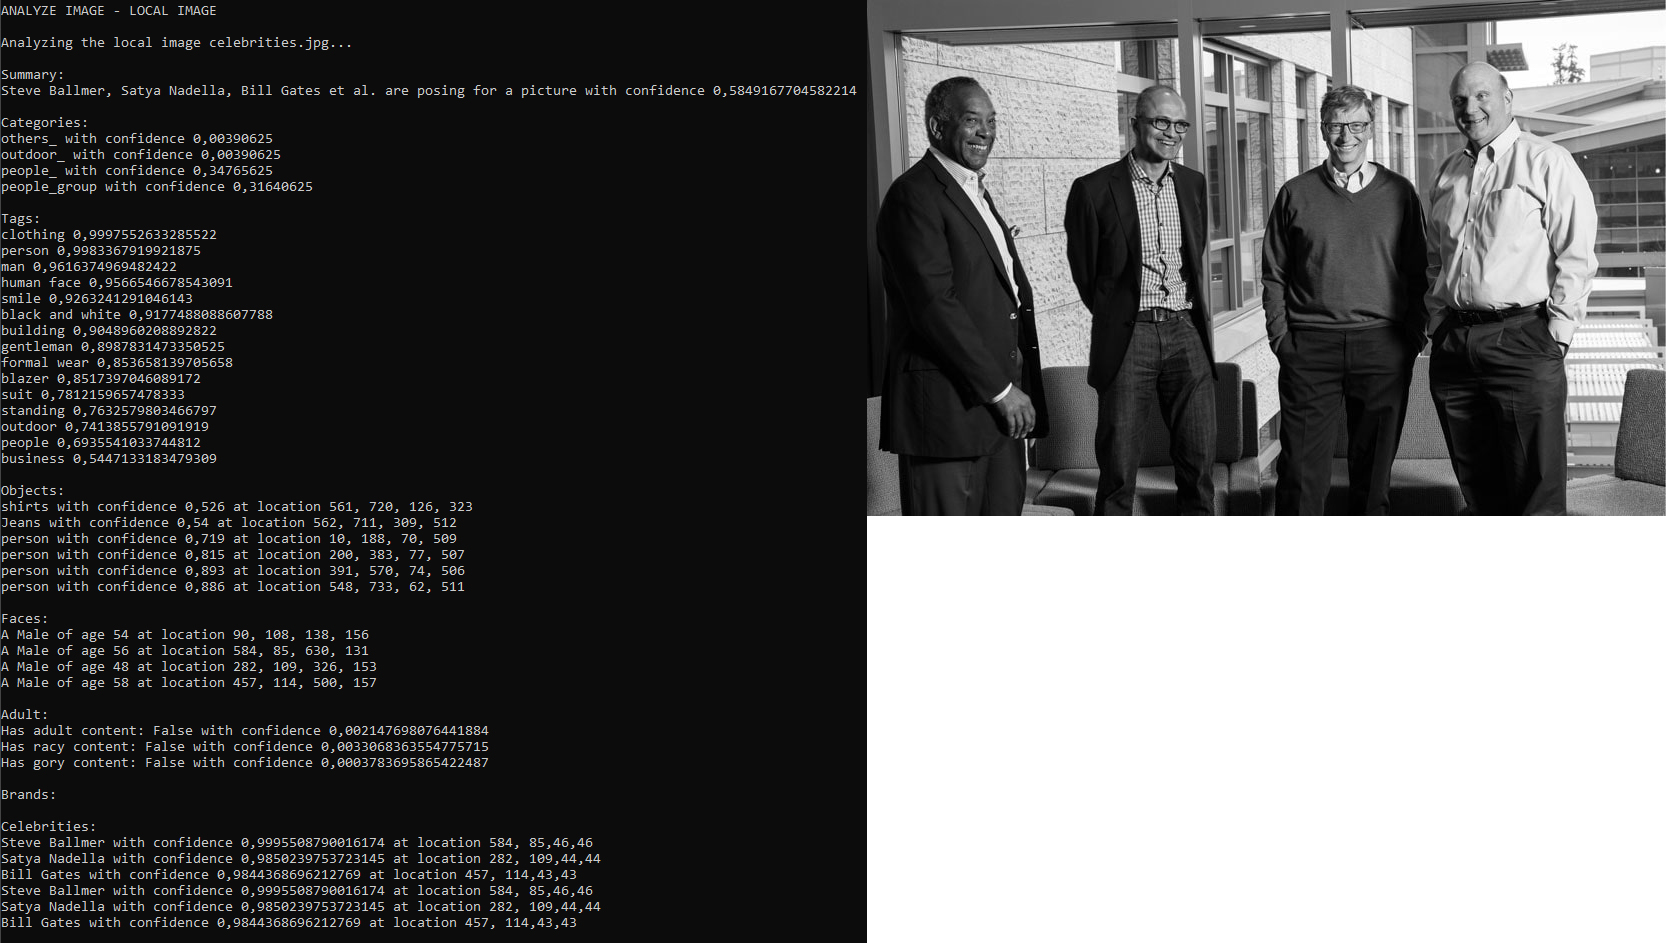 ANALYZE IMAGE - LOCAL IMAGE
Analyzing the local image celebrities.jpg...
Summary:
Steve Ballmer, Satya Nadella, Bill Gates et al. are posing for a picture with confidence 0,5849167704582214
Categories:
others_ with confidence 0,00390625
outdoor_ with confidence 0,00390625
people_ with confidence 0,34765625
people_group with confidence 0,31640625
Tags:
clothing 0,9997552633285522
person 0,9983367919921875
man 0,9616374969482422
human face 0,9566546678543091
smile 0,9263241291046143
black and white 0,9177488088607788
building 0,9048960208892822
gentleman 0,8987831473350525
formal wear 0,853658139705658
blazer 0,8517397046089172
suit 0,7812159657478333
standing 0,7632579803466797
outdoor 0,7413855791091919
people 0,6935541033744812
business 0,5447133183479309
Objects:
shirts with confidence 0,526 at location 561, 720, 126, 323
Jeans with confidence 0,54 at location 562, 711, 309, 512
person with confidence 0,719 at location 10, 188, 70, 509
person with confidence 0,815 at location 200, 383, 77, 507
person with confidence 0,893 at location 391, 570, 74, 506
person with confidence 0,886 at location 548, 733, 62, 511
Faces:
A Male of age 54 at location 90, 108, 138, 156
A Male of age 56 at location 584, 85, 630, 131
A Male of age 48 at location 282, 109, 326, 153
A Male of age 58 at location 457, 114, 500, 157
Adult:
Has adult content: False with confidence 0,002147698076441884
Has racy content: False with confidence 0,0033068363554775715
Has gory content: False with confidence 0,0003783695865422487
Brands:
Celebrities:
Steve Ballmer with confidence 0,9995508790016174 at location 584, 85,46,46
Satya Nadella with confidence 0,9850239753723145 at location 282, 109,44,44
Bill Gates with confidence 0,9844368696212769 at location 457, 114,43,43
Steve Ballmer with confidence 0,9995508790016174 at location 584, 85,46,46
Satya Nadella with confidence 0,9850239753723145 at location 282, 109,44,44
Bill Gates with confidence 0,9844368696212769 at location 457, 114,43,43